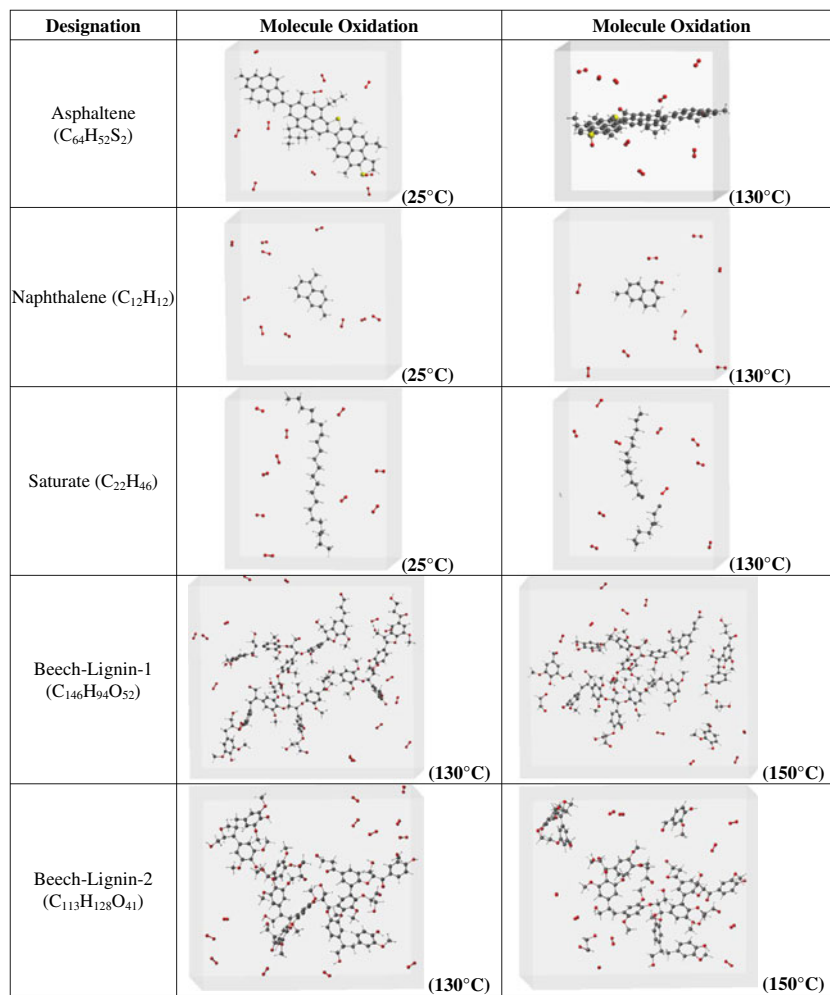 Designation Molecule Oxidation Molecule Oxidation
Asphaltene
(C₆₄H₅₂S₂)
(25°C) (130°C)
Naphthalene (C₁₂H₁₂)
(25°C) (130°C)
Saturate (C₂₂H₄₆)
(25°C) (130°C)
Beech-Lignin-1
(C₁₄₆H₉₄O₅₂)
(130°C) (150°C)
Beech-Lignin-2
(C₁₁₃H₁₂₈O₄₁)
(130°C) (150°C)